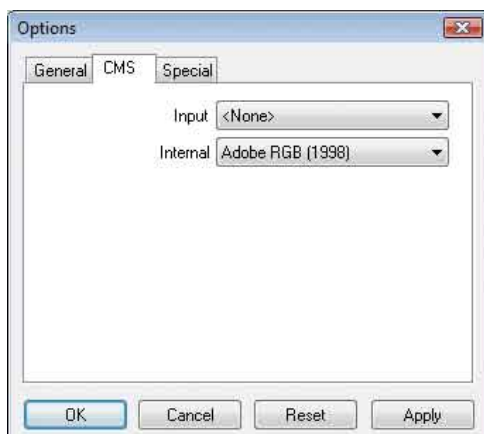 Options
General CMS Special
Input <None>
Internal Adobe RGB (1998)
OK Cancel Reset Apply